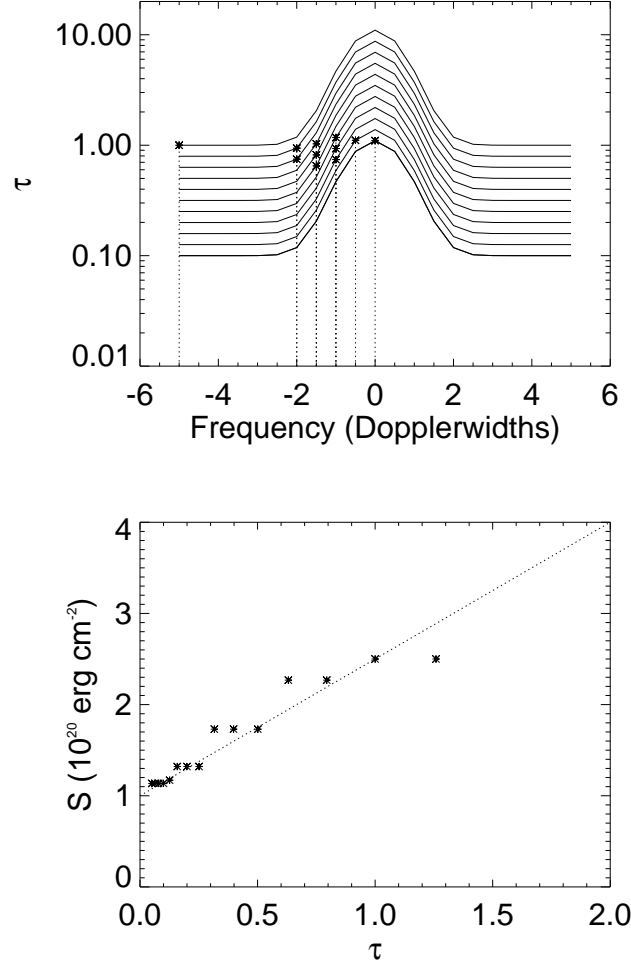 10.00
1.00
0.10
0.01
τ
-6 -4 -2 0 2 4 6
Frequency (Dopplerwidths)
4
3
2
1
0
S (10²⁰ erg cm⁻²)
0.0 0.5 1.0 1.5 2.0
τ